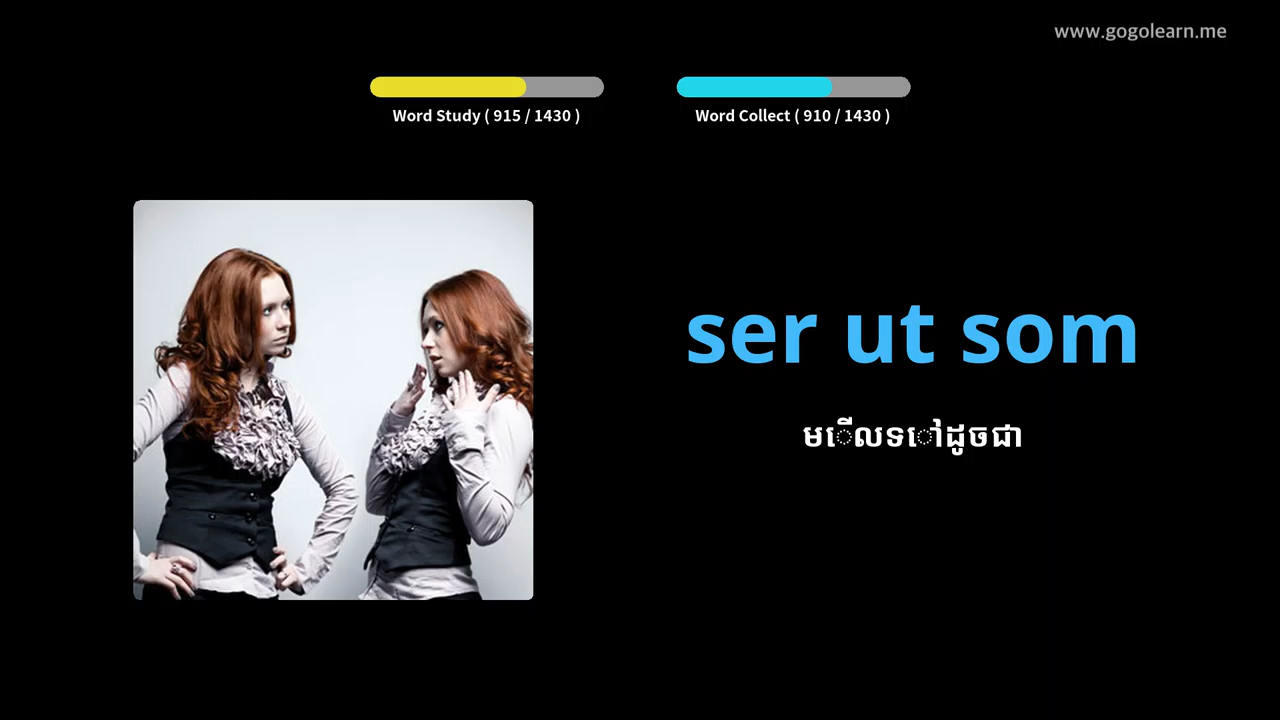 www.gogolearn.me
Word Study ( 915 / 1430 )
Word Collect ( 910 / 1430 )
ser ut som
មើលទៅដូចជា